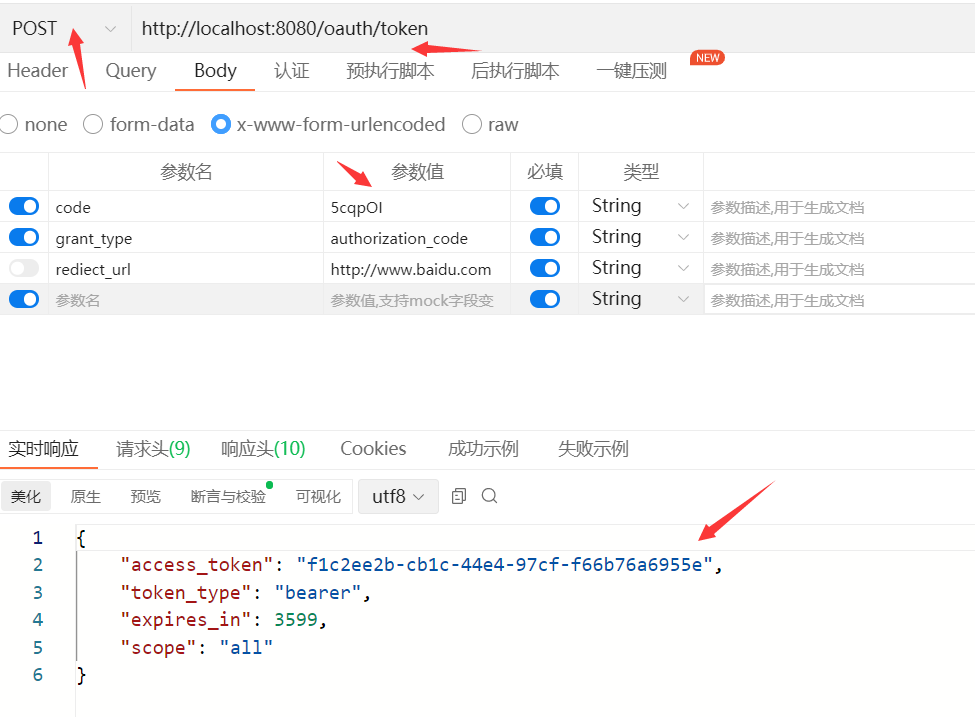 POST http://localhost:8080/oauth/token
Header Query Body 认证 预执行脚本 后执行脚本 一键压测 NEW
none form-data x-www-form-urlencoded raw
参数名 参数值 必填 类型
code 5cqpOI String 参数描述,用于生成文档
grant_type authorization_code String 参数描述,用于生成文档
rediect_url http://www.baidu.com String 参数描述,用于生成文档
参数名 参数值,支持mock字段变 String 参数描述,用于生成文档
实时响应 请求头(9) 响应头(10) Cookies 成功示例 失败示例
美化 原生 预览 断言与校验 可视化 utf8
1 {
2 "access_token": "f1c2ee2b-cb1c-44e4-97cf-f66b76a6955e",
3 "token_type": "bearer",
4 "expires_in": 3599,
5 "scope": "all"
6 }